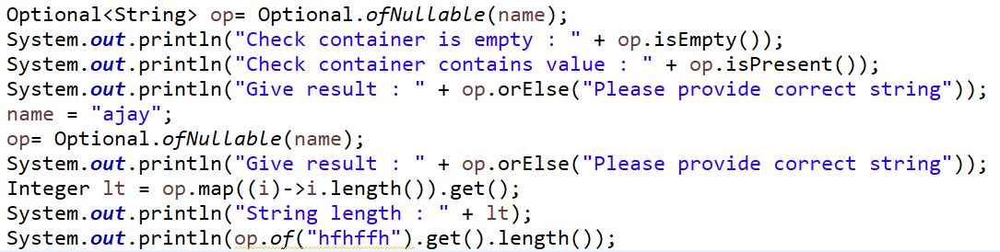 Optional<String> op= Optional.ofNullable(name);
System.out.println("Check container is empty : " + op.isEmpty());
System.out.println("Check container contains value : " + op.isPresent());
System.out.println("Give result : " + op.orElse("Please provide correct string"));
name = "ajay";
op= Optional.ofNullable(name);
System.out.println("Give result : " + op.orElse("Please provide correct string"));
Integer lt = op.map((i)->i.length()).get();
System.out.println("String length : " + lt);
System.out.println(op.of("hfhffh").get().length());